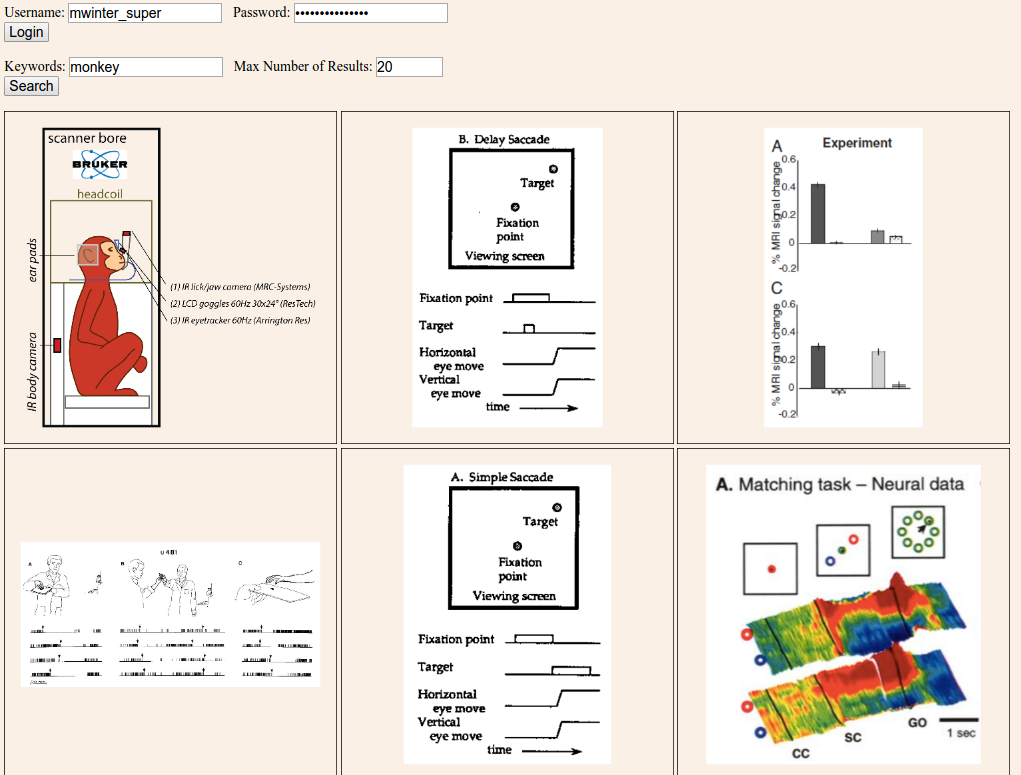 Username: mwinter_super Password: •••••••••••••••
Login
Keywords: monkey Max Number of Results: 20
Search
scanner bore
BRUKER
headcoil
ear pads
(1) IR lick/jaw camera (MRC-Systems)
(2) LCD goggles 60Hz 30x24° (ResTech)
(3) IR eyetracker 60Hz (Arrington Res)
IR body camera
B. Delay Saccade
Target
Fixation
point
Viewing screen
Fixation point
Target
Horizontal
eye move
Vertical
eye move
time
A
Experiment
% MRI signal change
0.6
0.4
0.2
0
-0.2
C
% MRI signal change
0.6
0.4
0.2
0
-0.2
A
B
C
A. Simple Saccade
Target
Fixation
point
Viewing screen
Fixation point
Target
Horizontal
eye move
Vertical
eye move
time
A. Matching task – Neural data
CC
SC
GO
1 sec